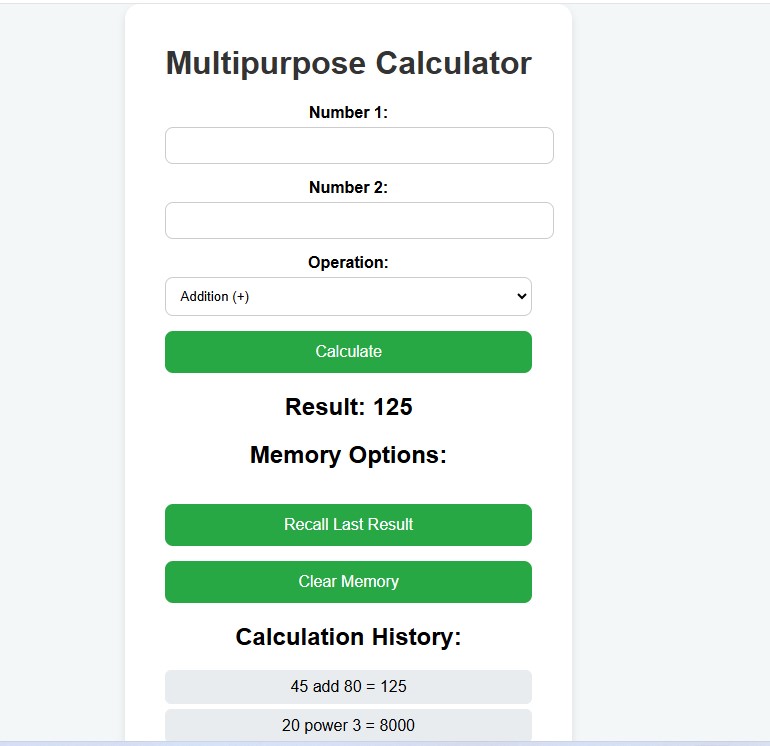 Multipurpose Calculator
Number 1:
Number 2:
Operation:
Addition (+)
Calculate
Result: 125
Memory Options:
Recall Last Result
Clear Memory
Calculation History:
45 add 80 = 125
20 power 3 = 8000